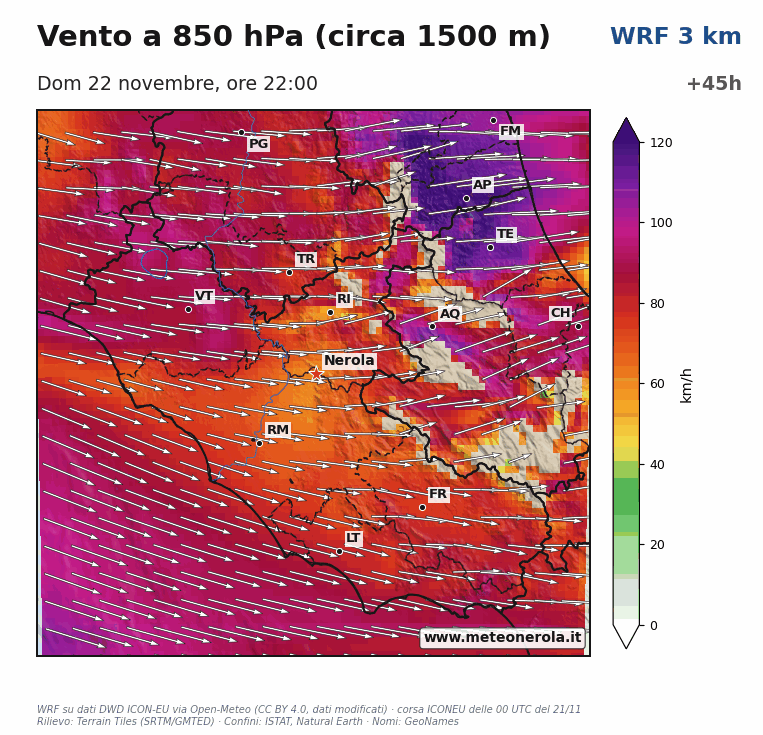 Vento a 850 hPa (circa 1500 m)
WRF 3 km
Dom 22 novembre, ore 22:00
+45h
FM
PG
AP
TE
TR
VT
RI
AQ
CH
Nerola
RM
FR
LT
www.meteonerola.it
120
100
80
60
40
20
0
km/h
WRF su dati DWD ICON-EU via Open-Meteo (CC BY 4.0, dati modificati) · corsa ICONEU delle 00 UTC del 21/11
Rilievo: Terrain Tiles (SRTM/GMTED) · Confini: ISTAT, Natural Earth · Nomi: GeoNames